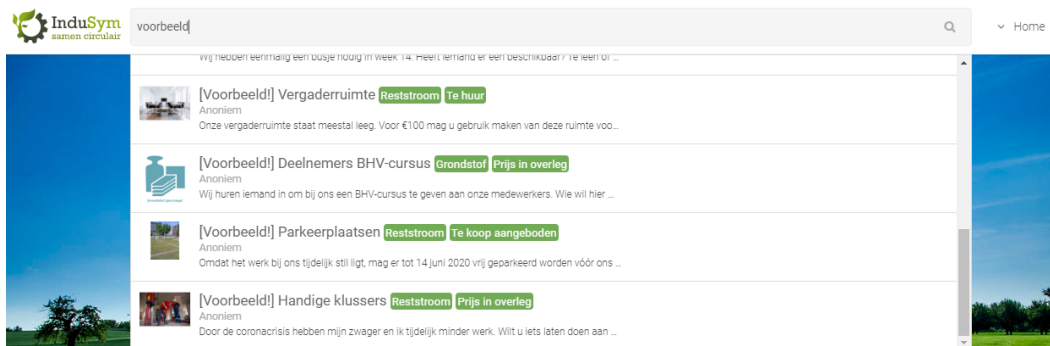 InduSym
samen circulair
voorbeeld
Home
Wij hebben eenmalig een busje nodig in week 14. Heeft iemand er een beschikbaar? Te leen of ...
[Voorbeeld!] Vergaderruimte Reststroom Te huur
Anoniem
Onze vergaderruimte staat meestal leeg. Voor €100 mag u gebruik maken van deze ruimte voo...
[Voorbeeld!] Deelnemers BHV-cursus Grondstof Prijs in overleg
Anoniem
Wij huren iemand in om bij ons een BHV-cursus te geven aan onze medewerkers. Wie wil hier ...
Grondstof gevraagd
[Voorbeeld!] Parkeerplaatsen Reststroom Te koop aangeboden
Anoniem
Omdat het werk bij ons tijdelijk stil ligt, mag er tot 14 juni 2020 vrij geparkeerd worden vóór ons ...
[Voorbeeld!] Handige klussers Reststroom Prijs in overleg
Anoniem
Door de coronacrisis hebben mijn zwager en ik tijdelijk minder werk. Wilt u iets laten doen aan ...